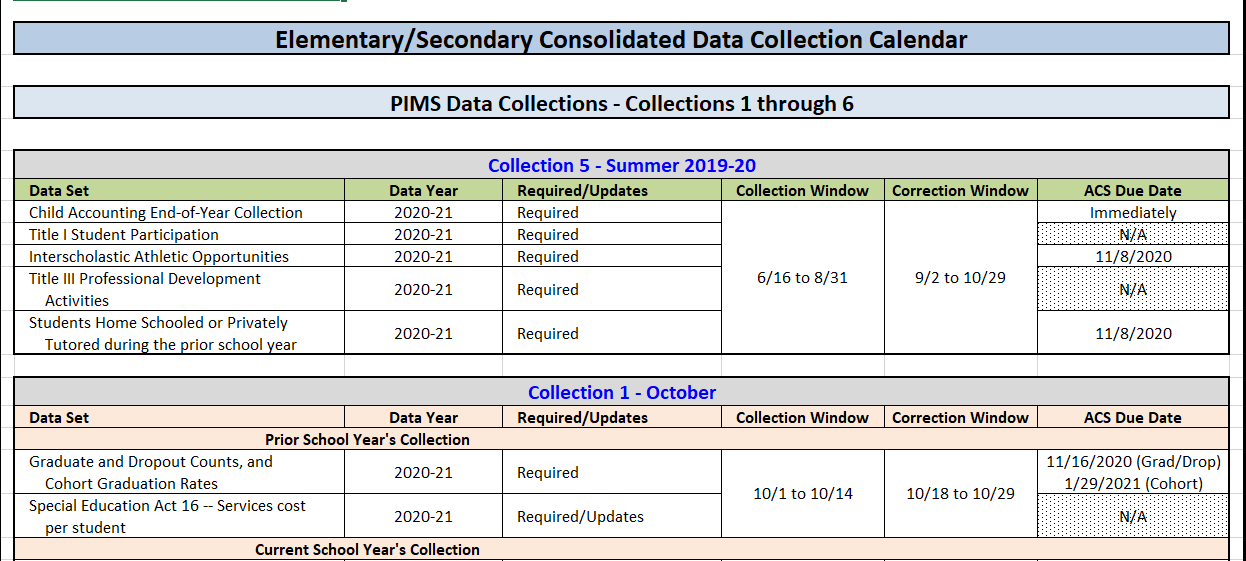 Elementary/Secondary Consolidated Data Collection Calendar
PIMS Data Collections - Collections 1 through 6
Collection 5 - Summer 2019-20
Data Set Data Year Required/Updates Collection Window Correction Window ACS Due Date
Child Accounting End-of-Year Collection 2020-21 Required Immediately
Title I Student Participation 2020-21 Required N/A
Interscholastic Athletic Opportunities 2020-21 Required 11/8/2020
6/16 to 8/31 9/2 to 10/29
Title III Professional Development
Activities
2020-21 Required N/A
Students Home Schooled or Privately
Tutored during the prior school year
2020-21 Required 11/8/2020
Collection 1 - October
Data Set Data Year Required/Updates Collection Window Correction Window ACS Due Date
Prior School Year's Collection
Graduate and Dropout Counts, and
Cohort Graduation Rates
2020-21 Required
11/16/2020 (Grad/Drop)
1/29/2021 (Cohort)
10/1 to 10/14 10/18 to 10/29
Special Education Act 16 -- Services cost
per student
2020-21 Required/Updates N/A
Current School Year's Collection